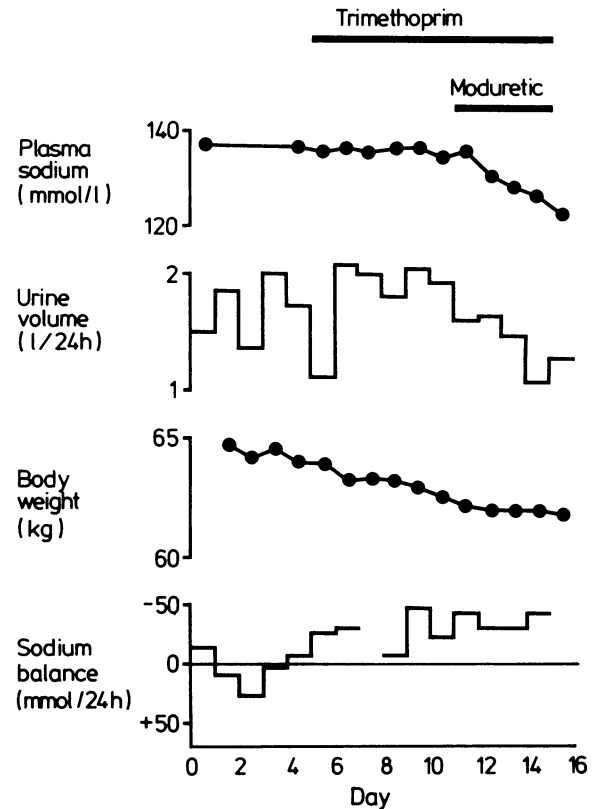 Trimethoprim
Moduretic
Plasma
sodium
(mmol/l)
140
120
Urine
volume
(l/24h)
2
1
Body
weight
(kg)
65
60
Sodium
balance
(mmol/24h)
-50
0
+50
0 2 4 6 8 10 12 14 16
Day